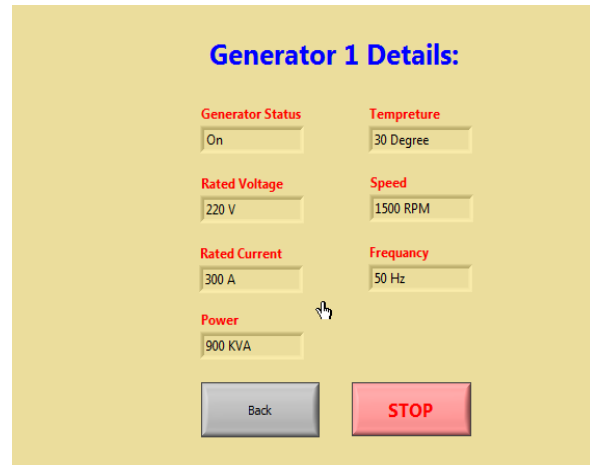 Generator 1 Details:
Generator Status
On
Tempreture
30 Degree
Rated Voltage
220 V
Speed
1500 RPM
Rated Current
300 A
Frequancy
50 Hz
Power
900 KVA
Back
STOP